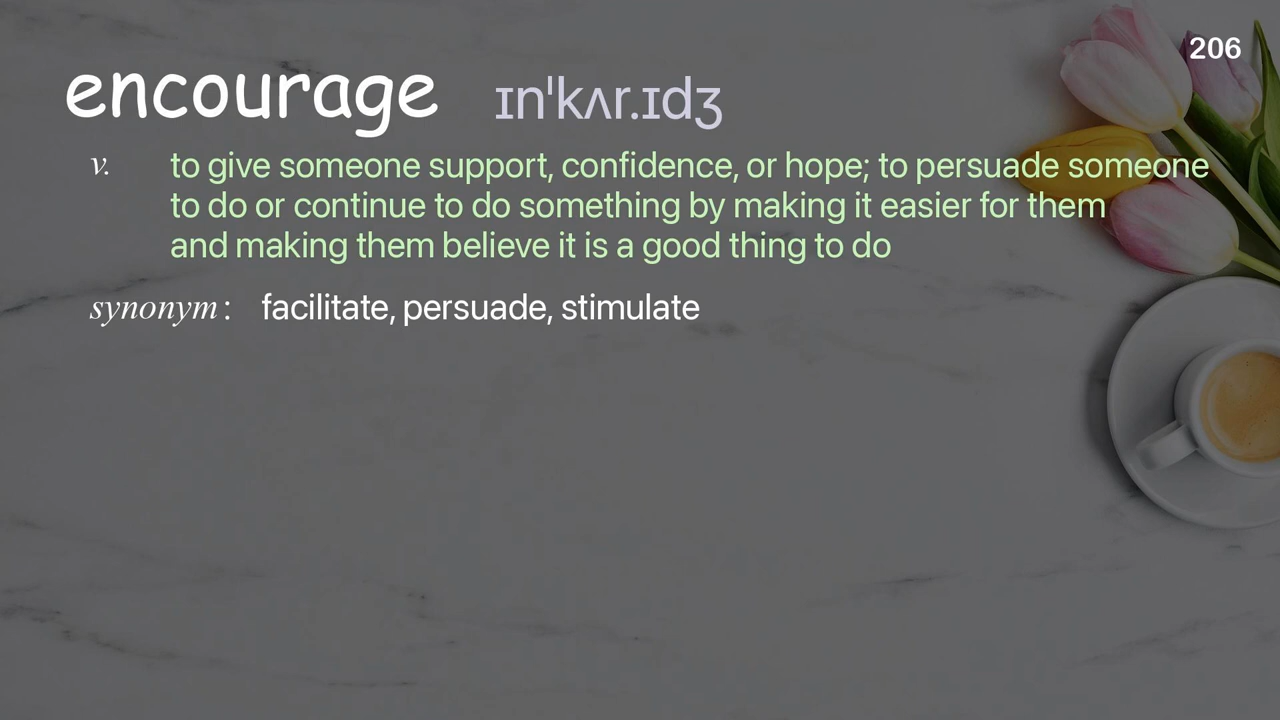 206
encourage ɪnˈkʌr.ɪdʒ
v. to give someone support, confidence, or hope; to persuade someone
to do or continue to do something by making it easier for them
and making them believe it is a good thing to do
synonym: facilitate, persuade, stimulate